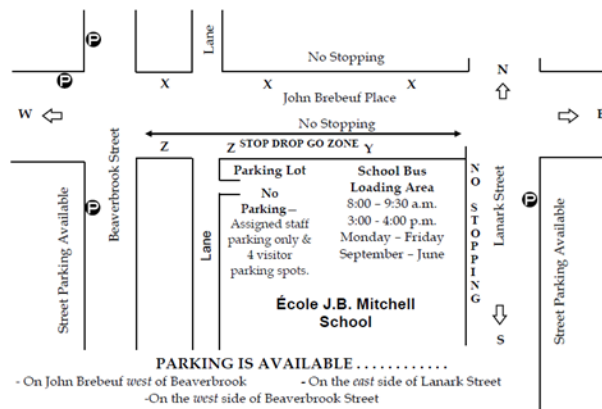 P
Lane
No Stopping
P
X
X
X
N
John Brebeuf Place
W
E
No Stopping
Z
Z
STOP DROP GO ZONE
Y
Beaverbrook Street
Street Parking Available
P
Lane
Parking Lot
No
Parking—
Assigned staff
parking only &
4 visitor
parking spots.
School Bus
Loading Area
8:00 – 9:30 a.m.
3:00 - 4:00 p.m.
Monday – Friday
September – June
NO STOPPING
Lanark Street
P
Street Parking Available
École J.B. Mitchell
School
S
PARKING IS AVAILABLE . . . . . . . . . . . .
- On John Brebeuf west of Beaverbrook
- On the east side of Lanark Street
-On the west side of Beaverbrook Street